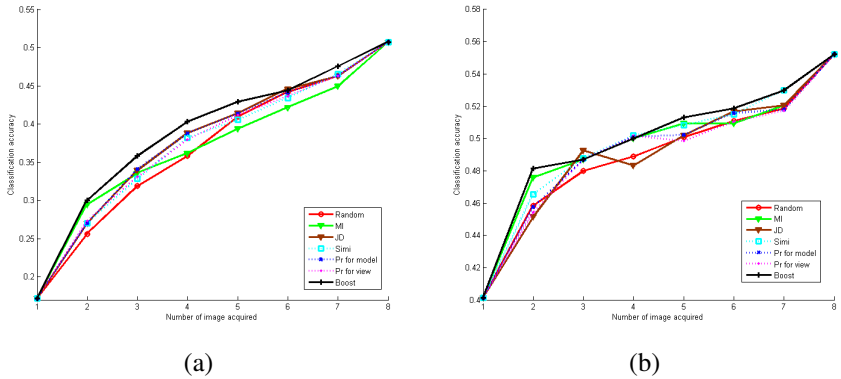 0.55
0.5
0.45
0.4
0.35
0.3
0.25
0.2
Classification accuracy
1 2 3 4 5 6 7 8
Number of image acquired
Random
MI
JD
Simi
Pr for model
Pr for view
Boost
(a)
0.58
0.56
0.54
0.52
0.5
0.48
0.46
0.44
0.42
0.4
Classification accuracy
1 2 3 4 5 6 7 8
Number of image acquired
Random
MI
JD
Simi
Pr for model
Pr for view
Boost
(b)